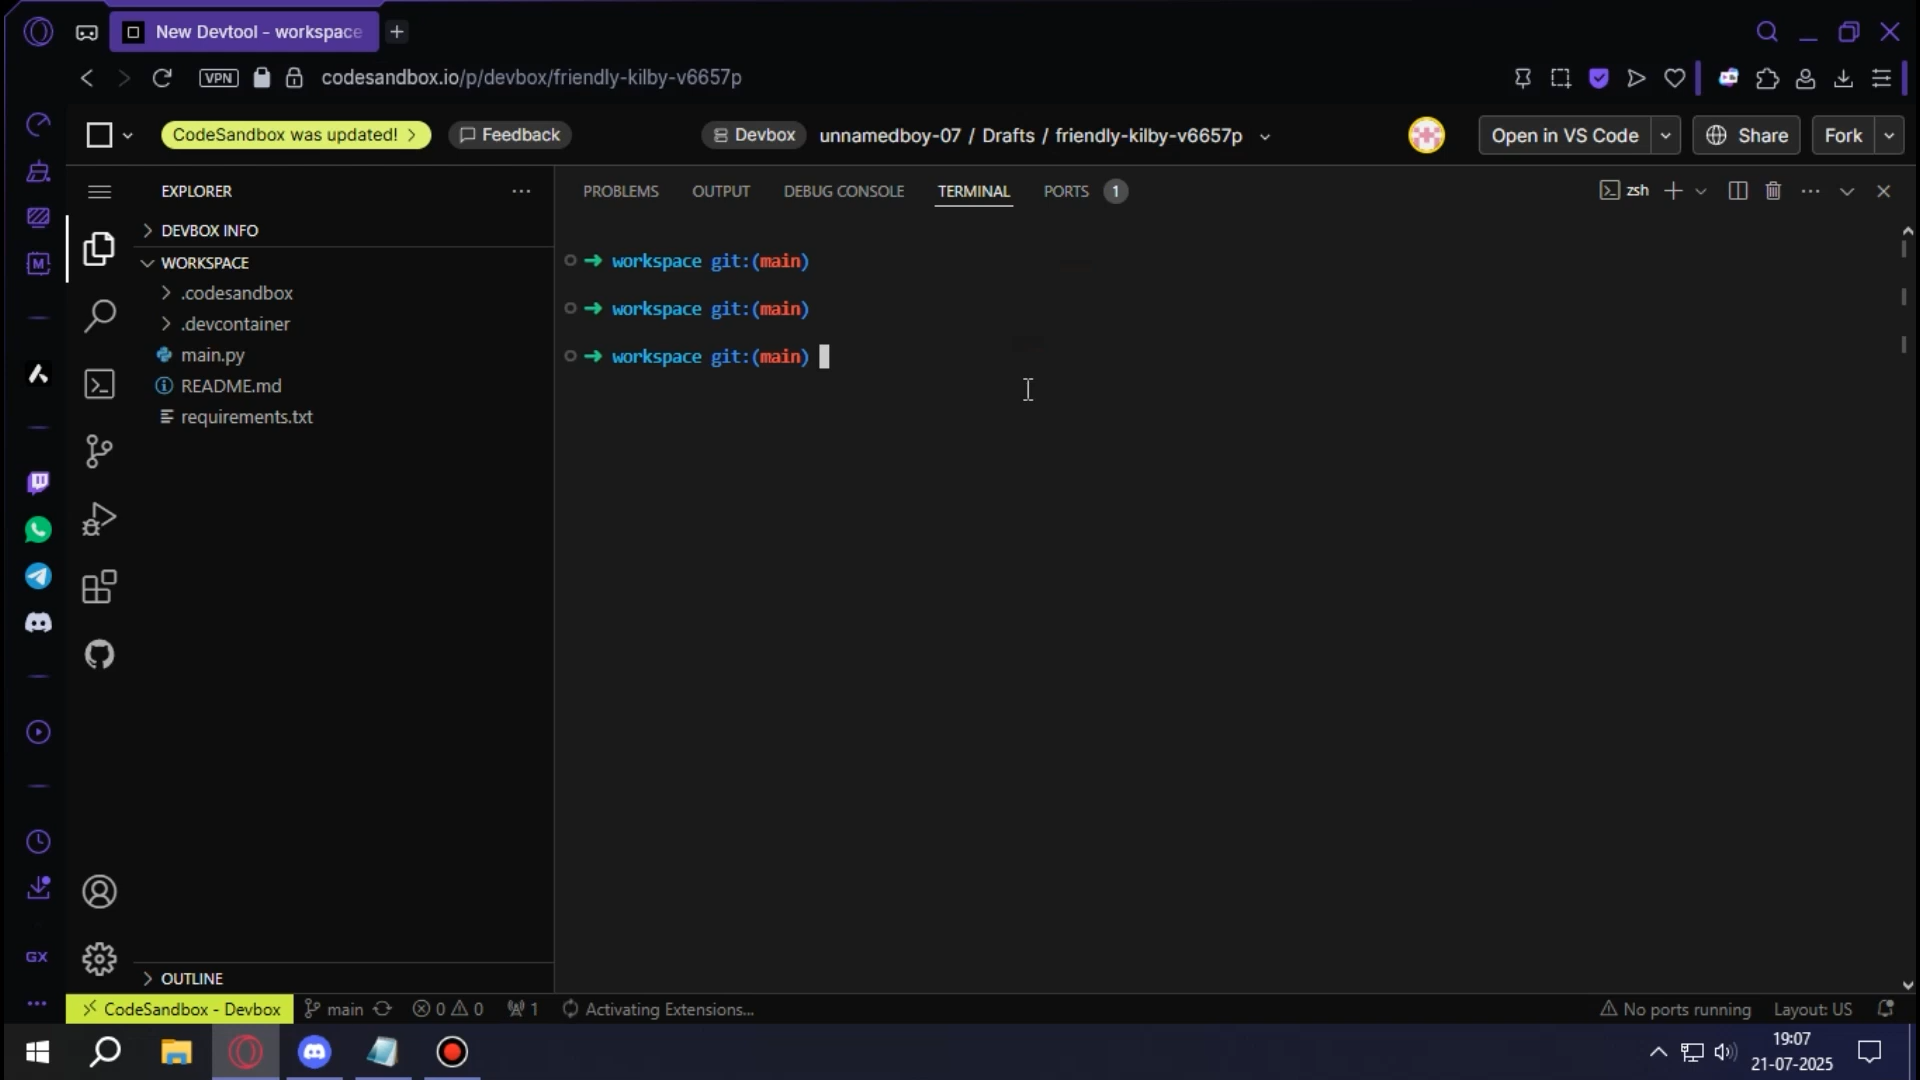 New Devtool - workspace
VPN
codesandbox.io/p/devbox/friendly-kilby-v6657p
CodeSandbox was updated! >
Feedback
Devbox
unnamedboy-07 / Drafts / friendly-kilby-v6657p
Open in VS Code
Share
Fork
EXPLORER
DEVBOX INFO
WORKSPACE
.codesandbox
.devcontainer
main.py
README.md
requirements.txt
OUTLINE
PROBLEMS
OUTPUT
DEBUG CONSOLE
TERMINAL
PORTS 1
zsh
workspace git:(main)
workspace git:(main)
workspace git:(main)
M
GX
CodeSandbox - Devbox
main
0
0
1
Activating Extensions...
No ports running
Layout: US
19:07
21-07-2025